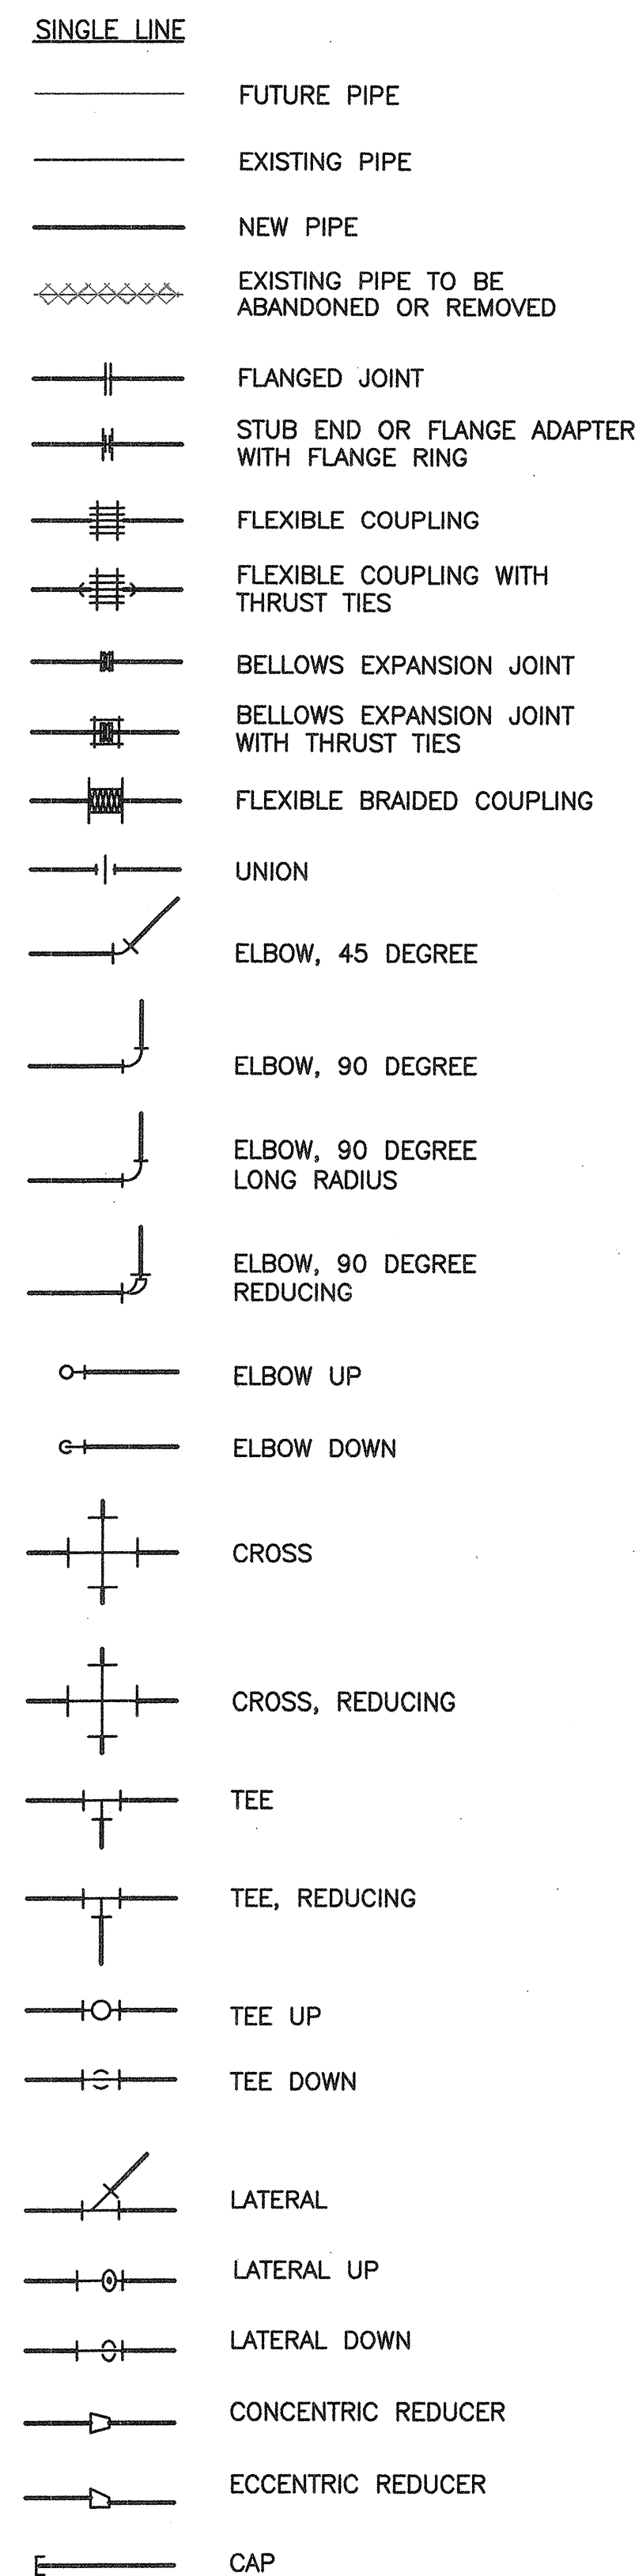 SINGLE LINE
FUTURE PIPE
EXISTING PIPE
NEW PIPE
EXISTING PIPE TO BE
ABANDONED OR REMOVED
FLANGED JOINT
STUB END OR FLANGE ADAPTER
WITH FLANGE RING
FLEXIBLE COUPLING
FLEXIBLE COUPLING WITH
THRUST TIES
BELLOWS EXPANSION JOINT
BELLOWS EXPANSION JOINT
WITH THRUST TIES
FLEXIBLE BRAIDED COUPLING
UNION
ELBOW, 45 DEGREE
ELBOW, 90 DEGREE
ELBOW, 90 DEGREE
LONG RADIUS
ELBOW, 90 DEGREE
REDUCING
ELBOW UP
ELBOW DOWN
CROSS
CROSS, REDUCING
TEE
TEE, REDUCING
TEE UP
TEE DOWN
LATERAL
LATERAL UP
LATERAL DOWN
CONCENTRIC REDUCER
ECCENTRIC REDUCER
CAP